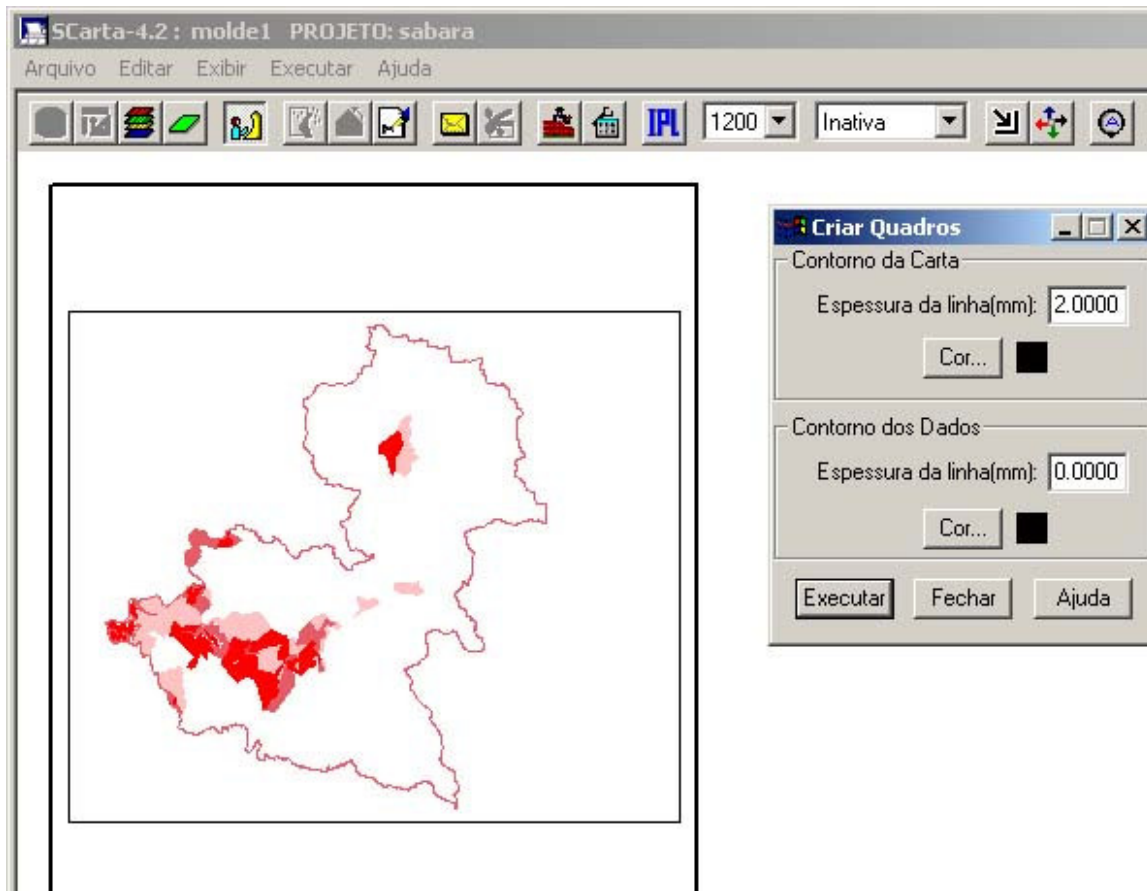 SCarta-4.2 : molde1 PROJETO: sabara
Arquivo Editar Exibir Executar Ajuda
IPL 1200 Inativa
Criar Quadros
Contorno da Carta
Espessura da linha(mm): 2.0000
Cor...
Contorno dos Dados
Espessura da linha(mm): 0.0000
Cor...
Executar Fechar Ajuda